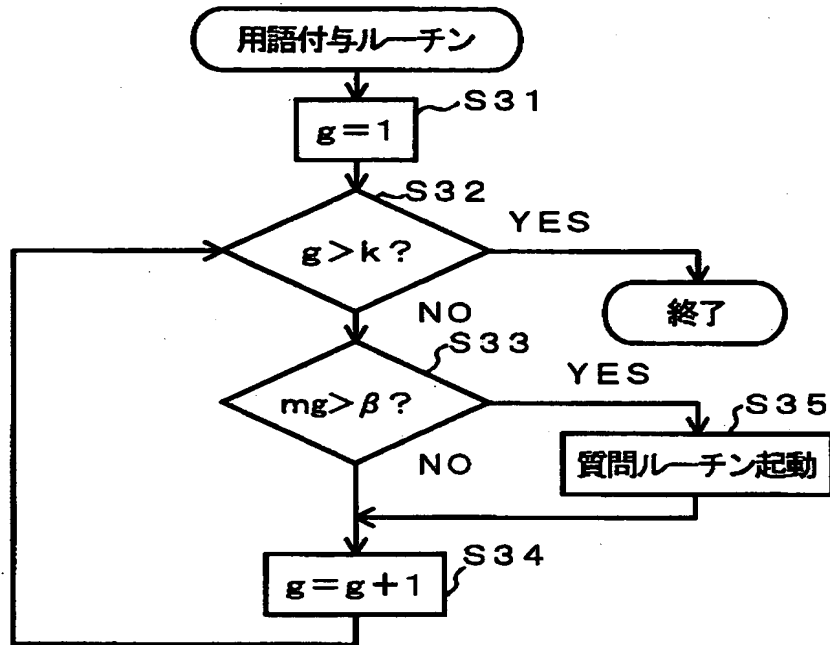 用語付与ルーチン
S31
g=1
S32
g>k?
YES
終了
NO
S33
mg>β?
YES
S35
質問ルーチン起動
NO
S34
g=g+1